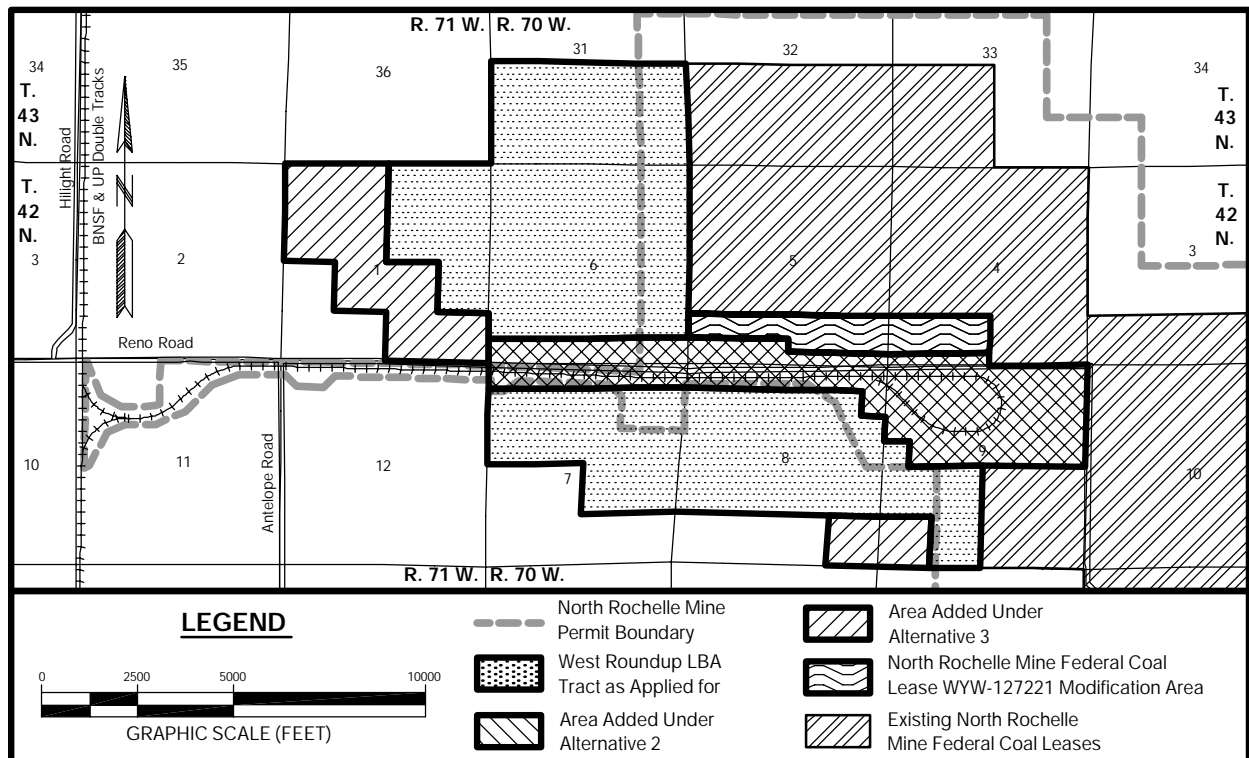 R. 71 W. R. 70 W.
34
35
36
31
32
33
34
T.
43
N.
T.
43
N.
Hilight Road
BNSF & UP Double Tracks
N
T.
42
N.
T.
42
N.
3
2
1
6
5
4
3
Reno Road
10
11
12
7
8
9
10
Antelope Road
R. 71 W. R. 70 W.
LEGEND
0 2500 5000 10000
GRAPHIC SCALE (FEET)
North Rochelle Mine
Permit Boundary
West Roundup LBA
Tract as Applied for
Area Added Under
Alternative 2
Area Added Under
Alternative 3
North Rochelle Mine Federal Coal
Lease WYW-127221 Modification Area
Existing North Rochelle
Mine Federal Coal Leases